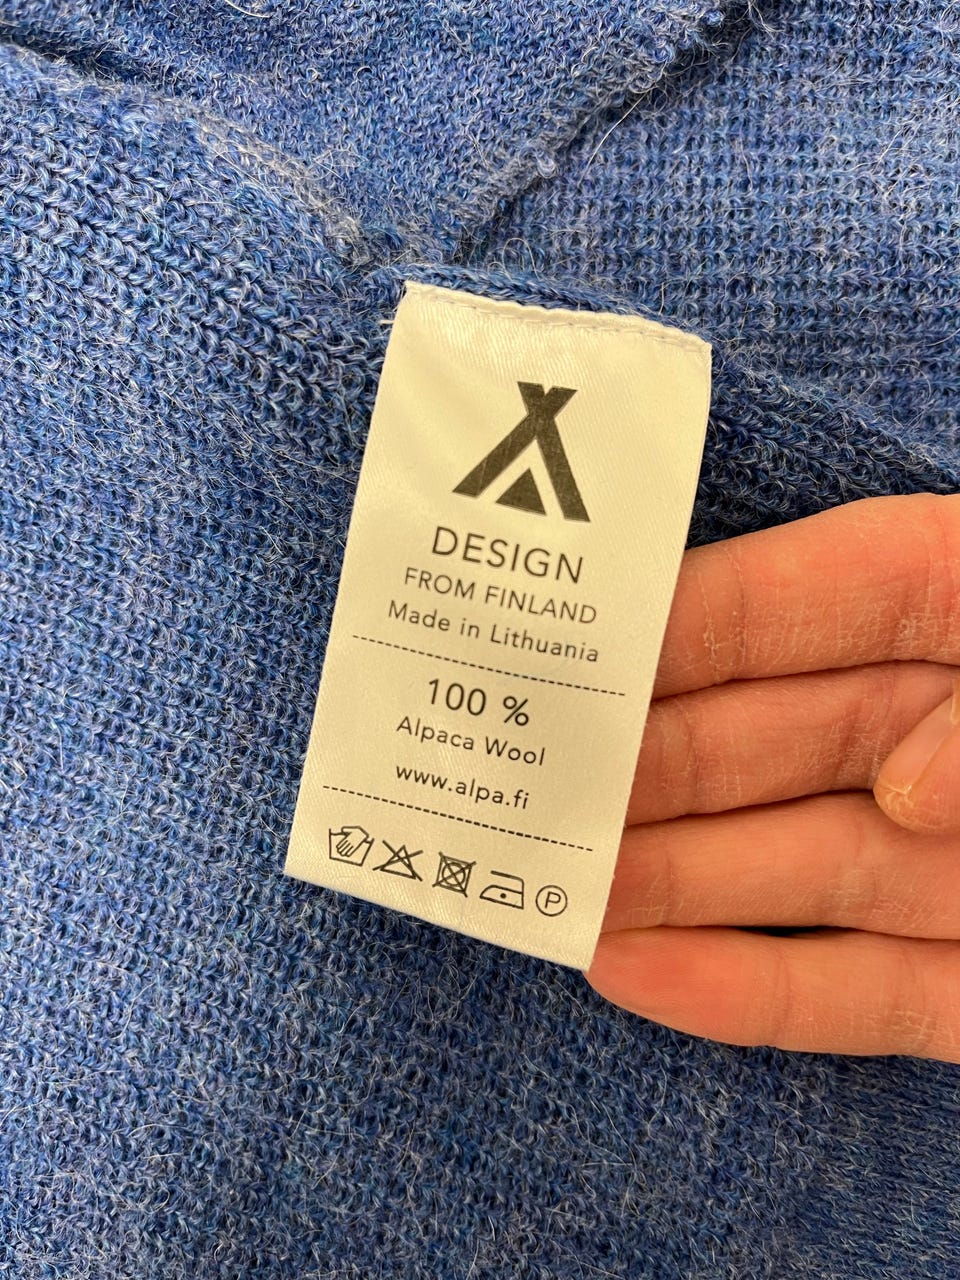 DESIGN
FROM FINLAND
Made in Lithuania
100 %
Alpaca Wool
www.alpa.fi
P